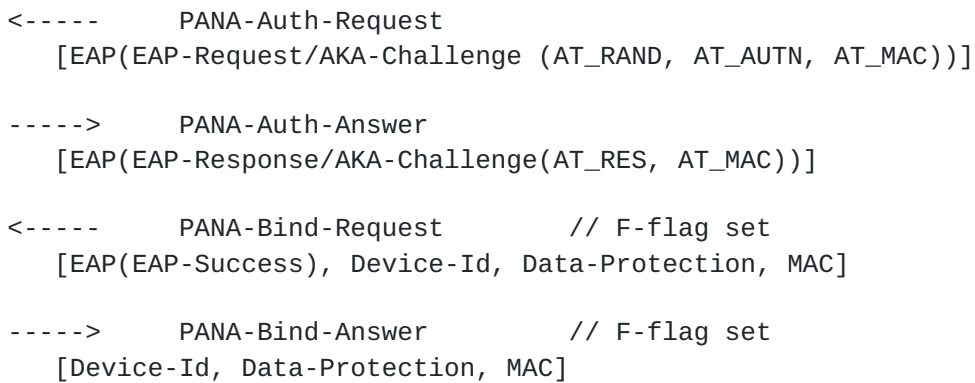 <-----      PANA-Auth-Request
   [EAP(EAP-Request/AKA-Challenge (AT_RAND, AT_AUTN, AT_MAC))]

----->      PANA-Auth-Answer
   [EAP(EAP-Response/AKA-Challenge(AT_RES, AT_MAC))]

<-----      PANA-Bind-Request        // F-flag set
   [EAP(EAP-Success), Device-Id, Data-Protection, MAC]

----->      PANA-Bind-Answer         // F-flag set
   [Device-Id, Data-Protection, MAC]